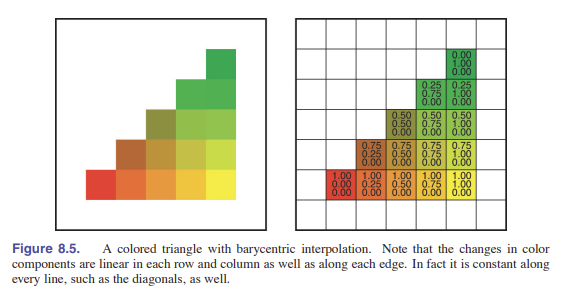 0.00
1.00
0.00
0.25 0.25
0.75 1.00
0.00 0.00
0.50 0.50 0.50
0.50 0.75 1.00
0.00 0.00 0.00
0.75 0.75 0.75 0.75
0.25 0.50 0.75 1.00
0.00 0.00 0.00 0.00
1.00 1.00 1.00 1.00 1.00
0.00 0.25 0.50 0.75 1.00
0.00 0.00 0.00 0.00 0.00
Figure 8.5. A colored triangle with barycentric interpolation. Note that the changes in color
components are linear in each row and column as well as along each edge. In fact it is constant along
every line, such as the diagonals, as well.